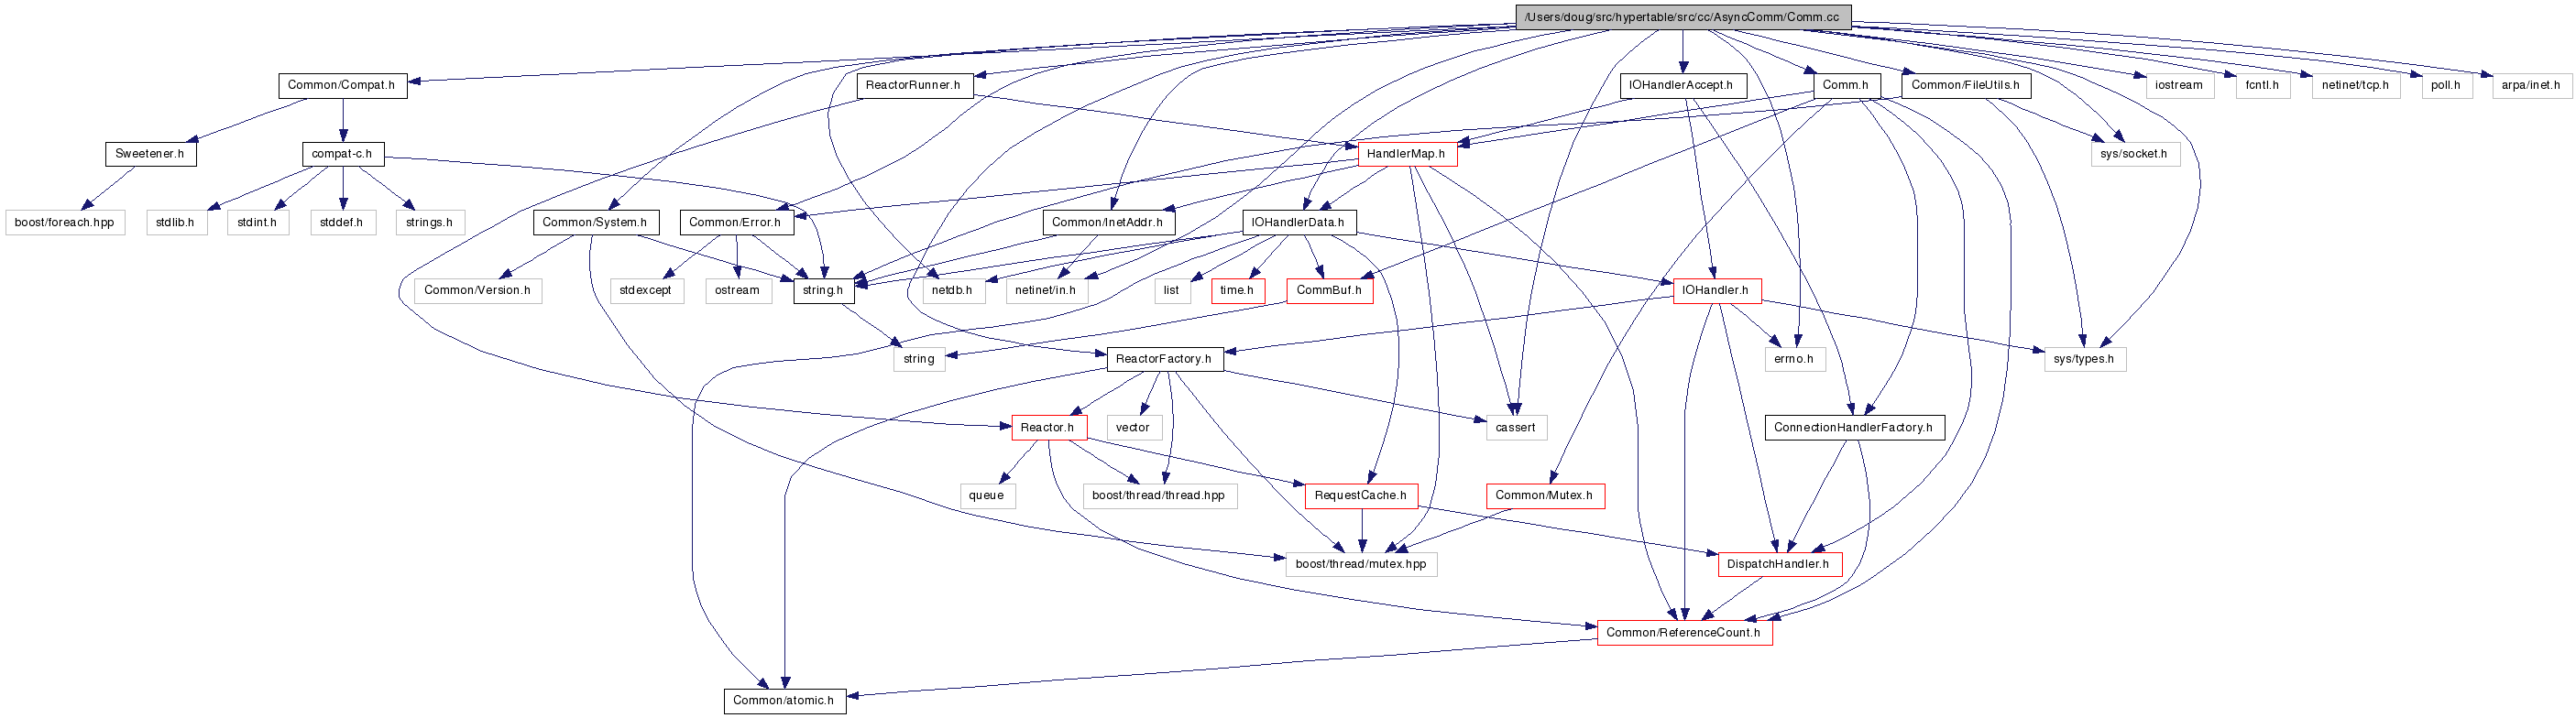 /Users/doug/src/hypertable/src/cc/AsyncComm/Comm.cc
Common/Compat.h
ReactorRunner.h
IOHandlerAccept.h
Comm.h
Common/FileUtils.h
iostream
fcntl.h
netinet/tcp.h
poll.h
arpa/inet.h
Sweetener.h
compat-c.h
HandlerMap.h
sys/socket.h
boost/foreach.hpp
stdlib.h
stdint.h
stddef.h
strings.h
Common/System.h
Common/Error.h
Common/InetAddr.h
IOHandlerData.h
Common/Version.h
stdexcept
ostream
string.h
netdb.h
netinet/in.h
list
time.h
CommBuf.h
IOHandler.h
string
ReactorFactory.h
errno.h
sys/types.h
Reactor.h
vector
cassert
ConnectionHandlerFactory.h
queue
boost/thread/thread.hpp
RequestCache.h
Common/Mutex.h
boost/thread/mutex.hpp
DispatchHandler.h
Common/ReferenceCount.h
Common/atomic.h